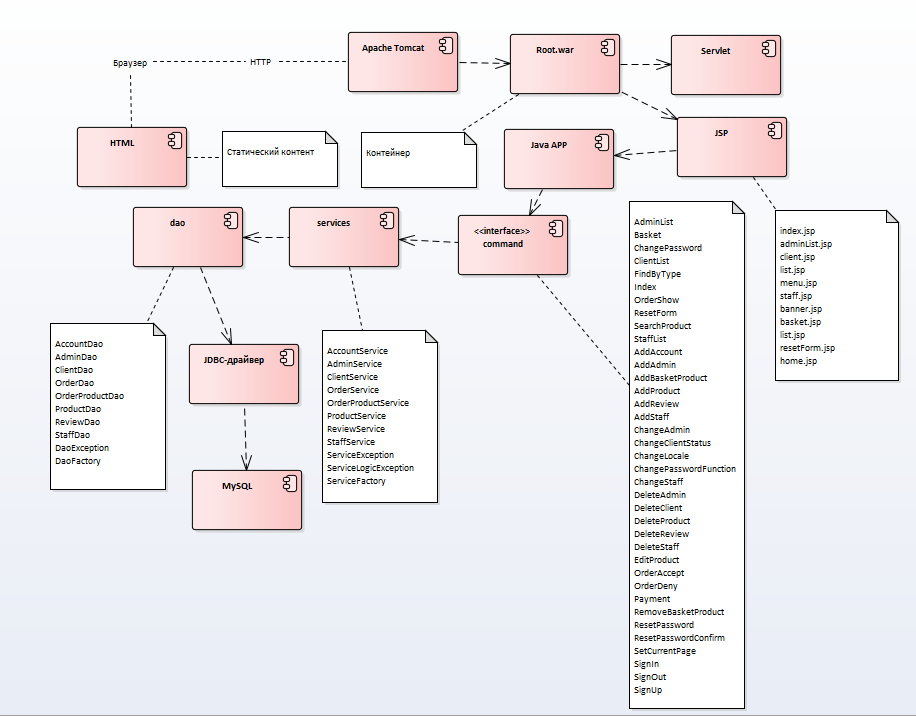 Apache Tomcat
Root.war
Servlet
Браузер
HTTP
HTML
Статический контент
Контейнер
Java APP
JSP
dao
services
<<interface>>
command
AdminList
Basket
ChangePassword
ClientList
FindByType
Index
OrderShow
ResetForm
SearchProduct
StaffList
AddAccount
AddAdmin
AddBasketProduct
AddProduct
AddReview
AddStaff
ChangeAdmin
ChangeClientStatus
ChangeLocale
ChangePasswordFunction
ChangeStaff
DeleteAdmin
DeleteClient
DeleteProduct
DeleteReview
DeleteStaff
EditProduct
OrderAccept
OrderDeny
Payment
RemoveBasketProduct
ResetPassword
ResetPasswordConfirm
SetCurrentPage
SignIn
SignOut
SignUp
index.jsp
adminList.jsp
client.jsp
list.jsp
menu.jsp
staff.jsp
banner.jsp
basket.jsp
list.jsp
resetForm.jsp
home.jsp
AccountDao
AdminDao
ClientDao
OrderDao
OrderProductDao
ProductDao
ReviewDao
StaffDao
DaoException
DaoFactory
JDBC-драйвер
AccountService
AdminService
ClientService
OrderService
OrderProductService
ProductService
ReviewService
StaffService
ServiceException
ServiceLogicException
ServiceFactory
MySQL